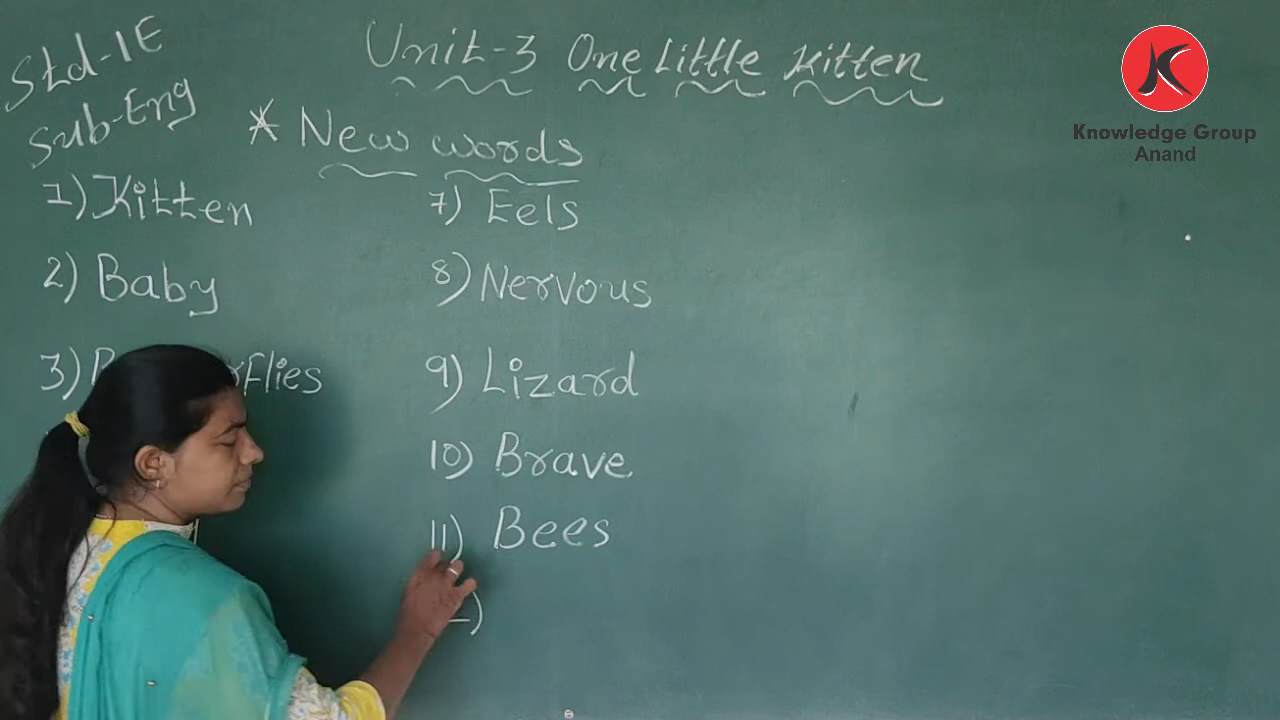 Std-1E
Sub-Eng
Unit-3 One Little Kitten
* New words
1) Kitten
2) Baby
3)
7) Eels
8) Nervous
9) Lizard
10) Brave
11) Bees
K
Knowledge Group
Anand